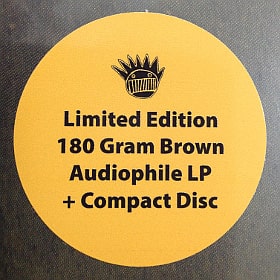 Limited Edition
180 Gram Brown
Audiophile LP
+ Compact Disc